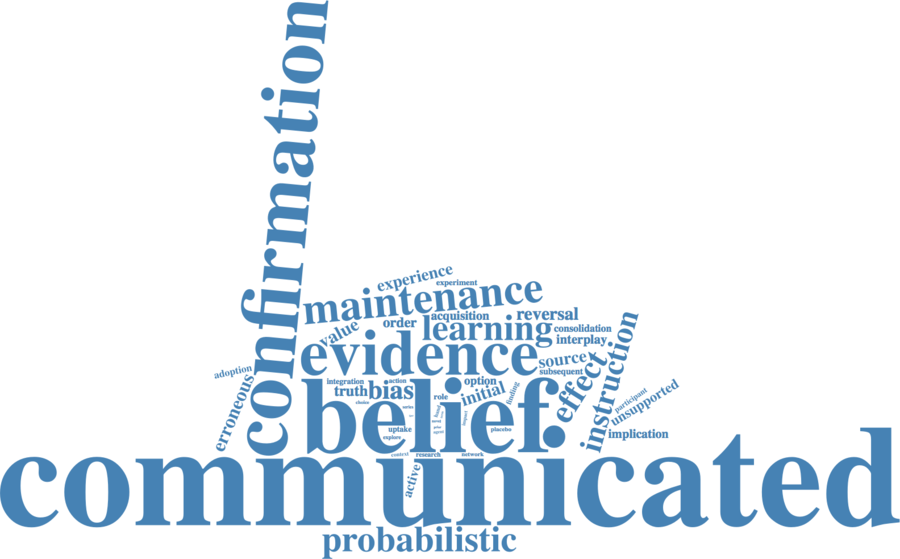 confirmation
experience
experiment
maintenance
value
order
acquisition
reversal
learning
consolidation
interplay
evidence
source
subsequent
effect
instruction
adoption
erroneous
integration
action
truth
bias
option
initial
finding
role
belief
participant
unsupported
implication
uptake
explore
placebo
context
research
network
active
communicated
probabilistic